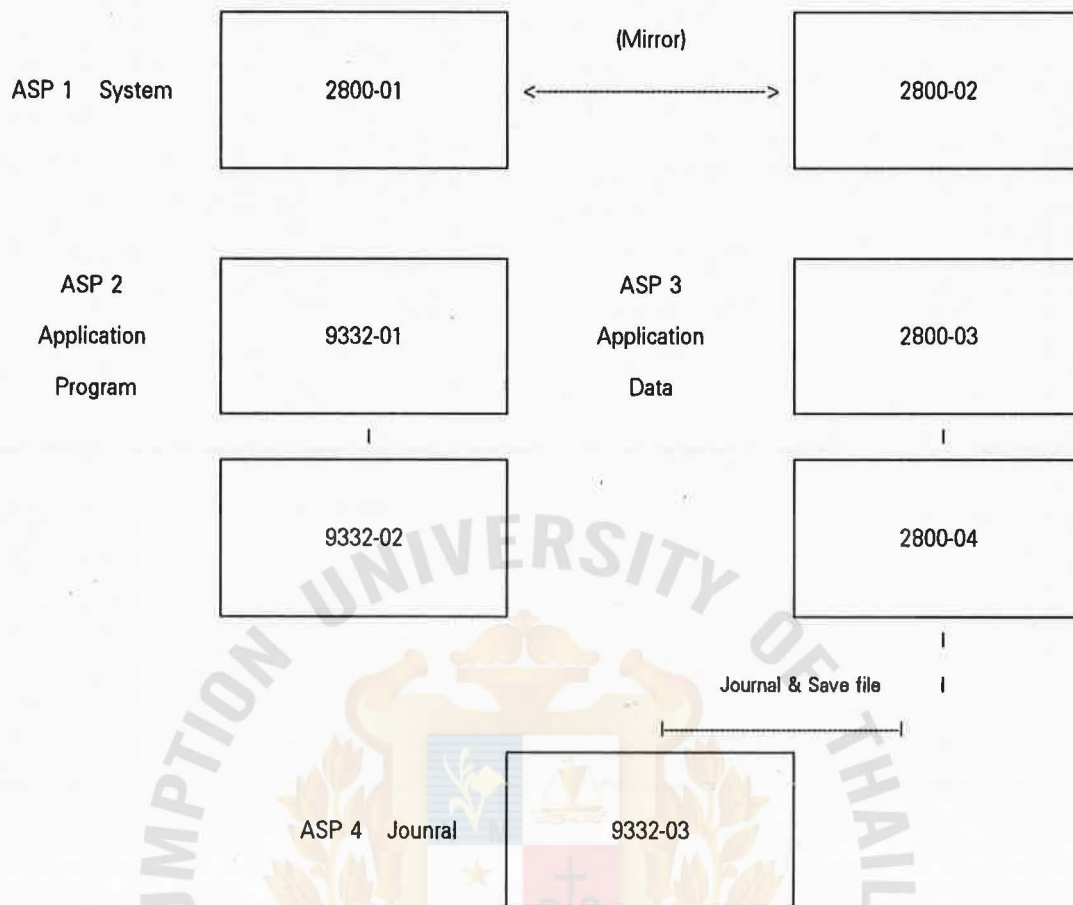 (Mirror)
ASP 1 System
2800-01
<---------->
2800-02
ASP 2
Application
Program
9332-01
ASP 3
Application
Data
2800-03
9332-02
2800-04
Journal & Save file
ASP 4 Jounral
9332-03
UNIVERSITY OF